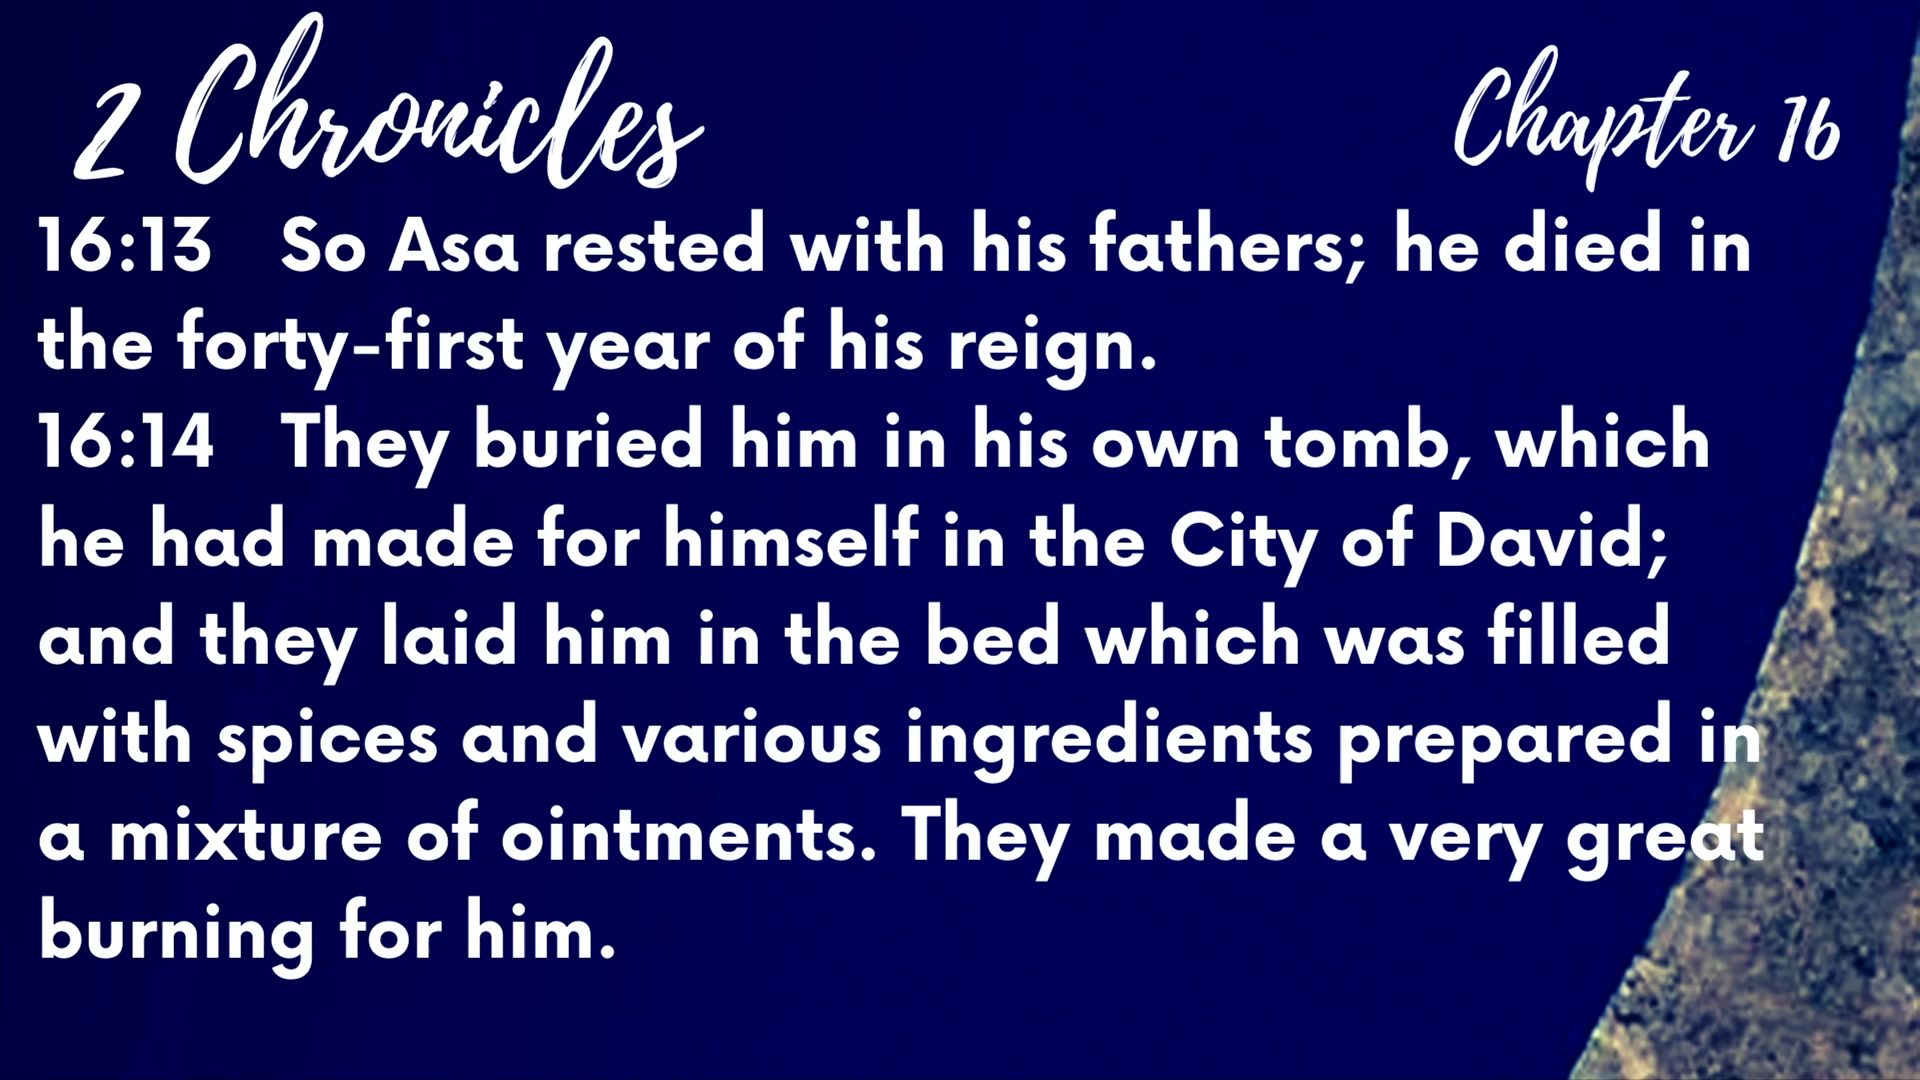 2 Chronicles
Chapter 16
16:13 So Asa rested with his fathers; he died in
the forty-first year of his reign.
16:14 They buried him in his own tomb, which
he had made for himself in the City of David;
and they laid him in the bed which was filled
with spices and various ingredients prepared in
a mixture of ointments. They made a very great
burning for him.